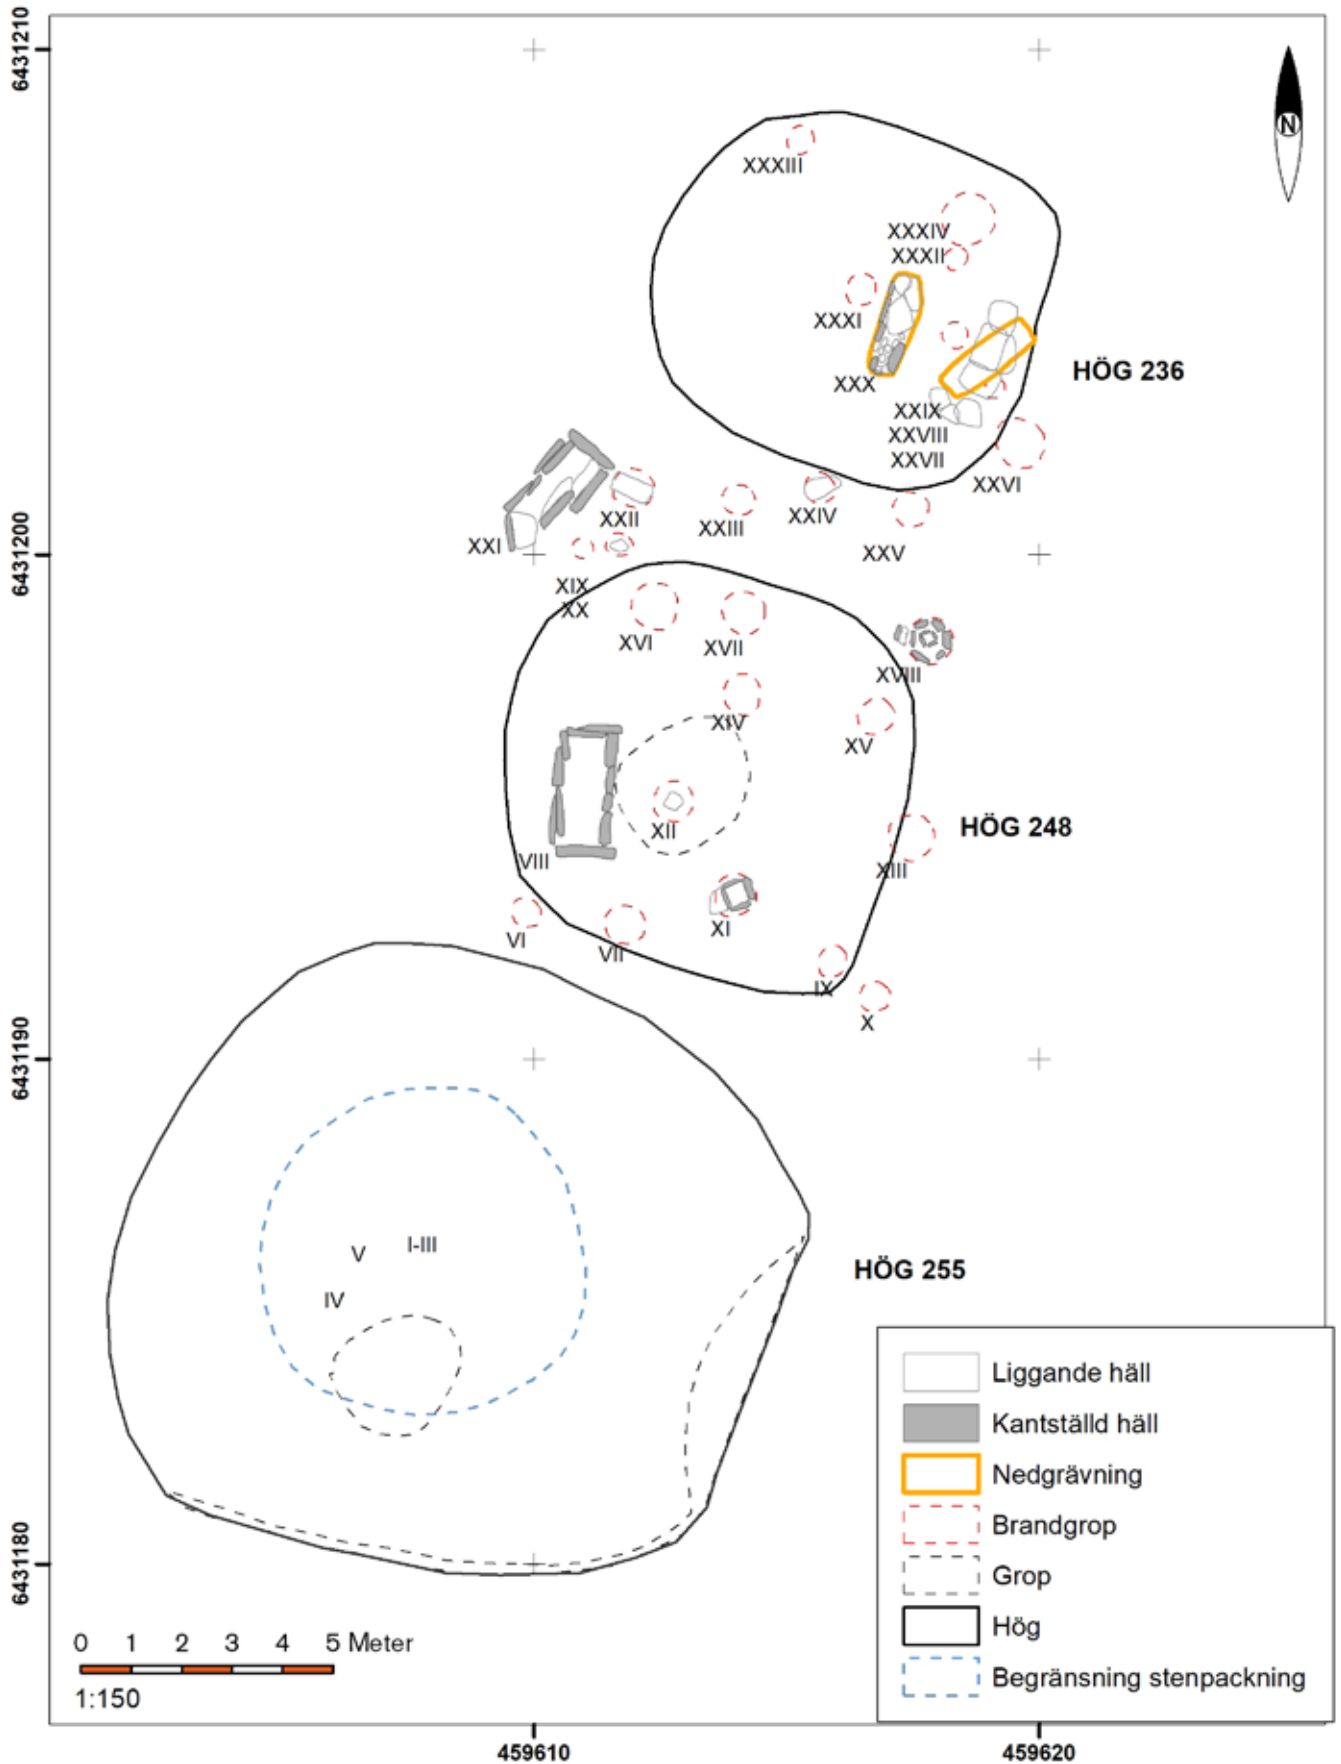 6431210
N
XXXIII
XXXIV
XXXII
XXXI
XXX
HÖG 236
XXIX
XXVIII
XXVII
XXVI
XXII
XXIII
XXIV
XXV
XXI
6431200
XIX
XX
XVI
XVII
XVIII
XIV
XV
XII
HÖG 248
VIII
XIII
XI
VI
VII
IX
X
6431190
V
I-III
HÖG 255
IV
Liggande häll
Kantställd häll
Nedgrävning
Brandgrop
Grop
Hög
Begränsning stenpackning
6431180
0 1 2 3 4 5 Meter
1:150
459610
459620